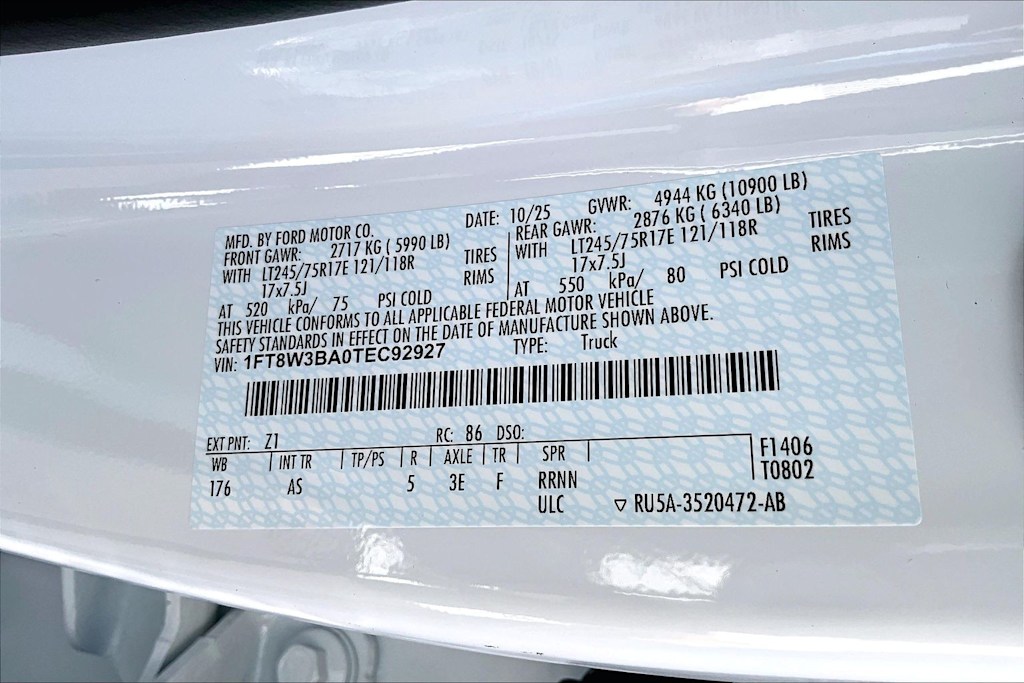 MFD. BY FORD MOTOR CO. DATE: 10/25 GVWR: 4944 KG (10900 LB)
FRONT GAWR: 2717 KG ( 5990 LB) REAR GAWR: 2876 KG ( 6340 LB)
WITH LT245/75R17E 121/118R TIRES WITH LT245/75R17E 121/118R TIRES
17x7.5J RIMS 17x7.5J RIMS
AT 520 kPa/ 75 PSI COLD AT 550 kPa/ 80 PSI COLD
THIS VEHICLE CONFORMS TO ALL APPLICABLE FEDERAL MOTOR VEHICLE
SAFETY STANDARDS IN EFFECT ON THE DATE OF MANUFACTURE SHOWN ABOVE.
VIN: 1FT8W3BA0TEC92927 TYPE: Truck
EXT PNT: Z1 RC: 86 DSO:
WB INT TR TP/PS R AXLE TR SPR F1406
176 AS 5 3E F RRNN T0802
ULC ▽ RU5A-3520472-AB